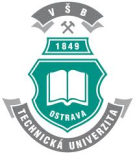 VŠB
1849
OSTRAVA
TECHNICKÁ UNIVERZITA